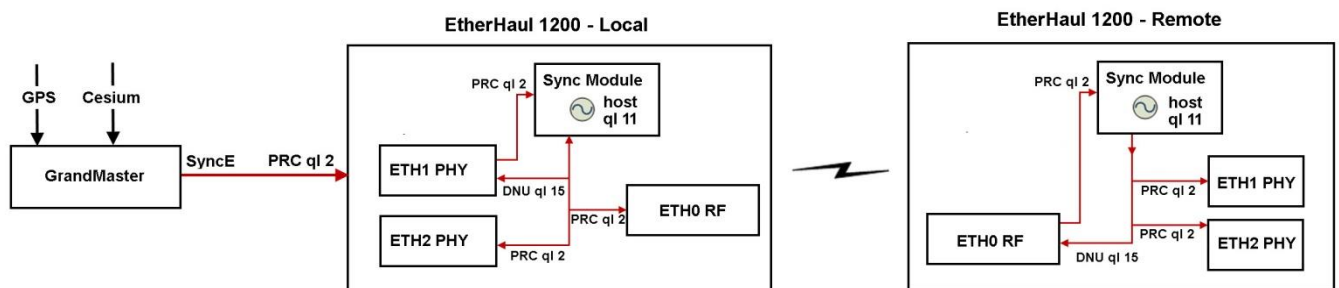 EtherHaul 1200 - Local
EtherHaul 1200 - Remote
GPS
Cesium
GrandMaster
SyncE
PRC ql 2
PRC ql 2
Sync Module
host
ql 11
ETH1 PHY
DNU ql 15
PRC ql 2
ETH0 RF
ETH2 PHY
PRC ql 2
PRC ql 2
Sync Module
host
ql 11
ETH1 PHY
PRC ql 2
ETH0 RF
PRC ql 2
ETH2 PHY
DNU ql 15